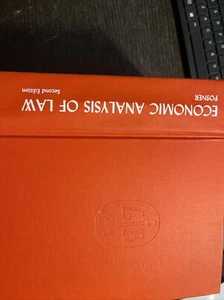 ECONOMIC ANALYSIS OF LAW
Second Edition
POSNER